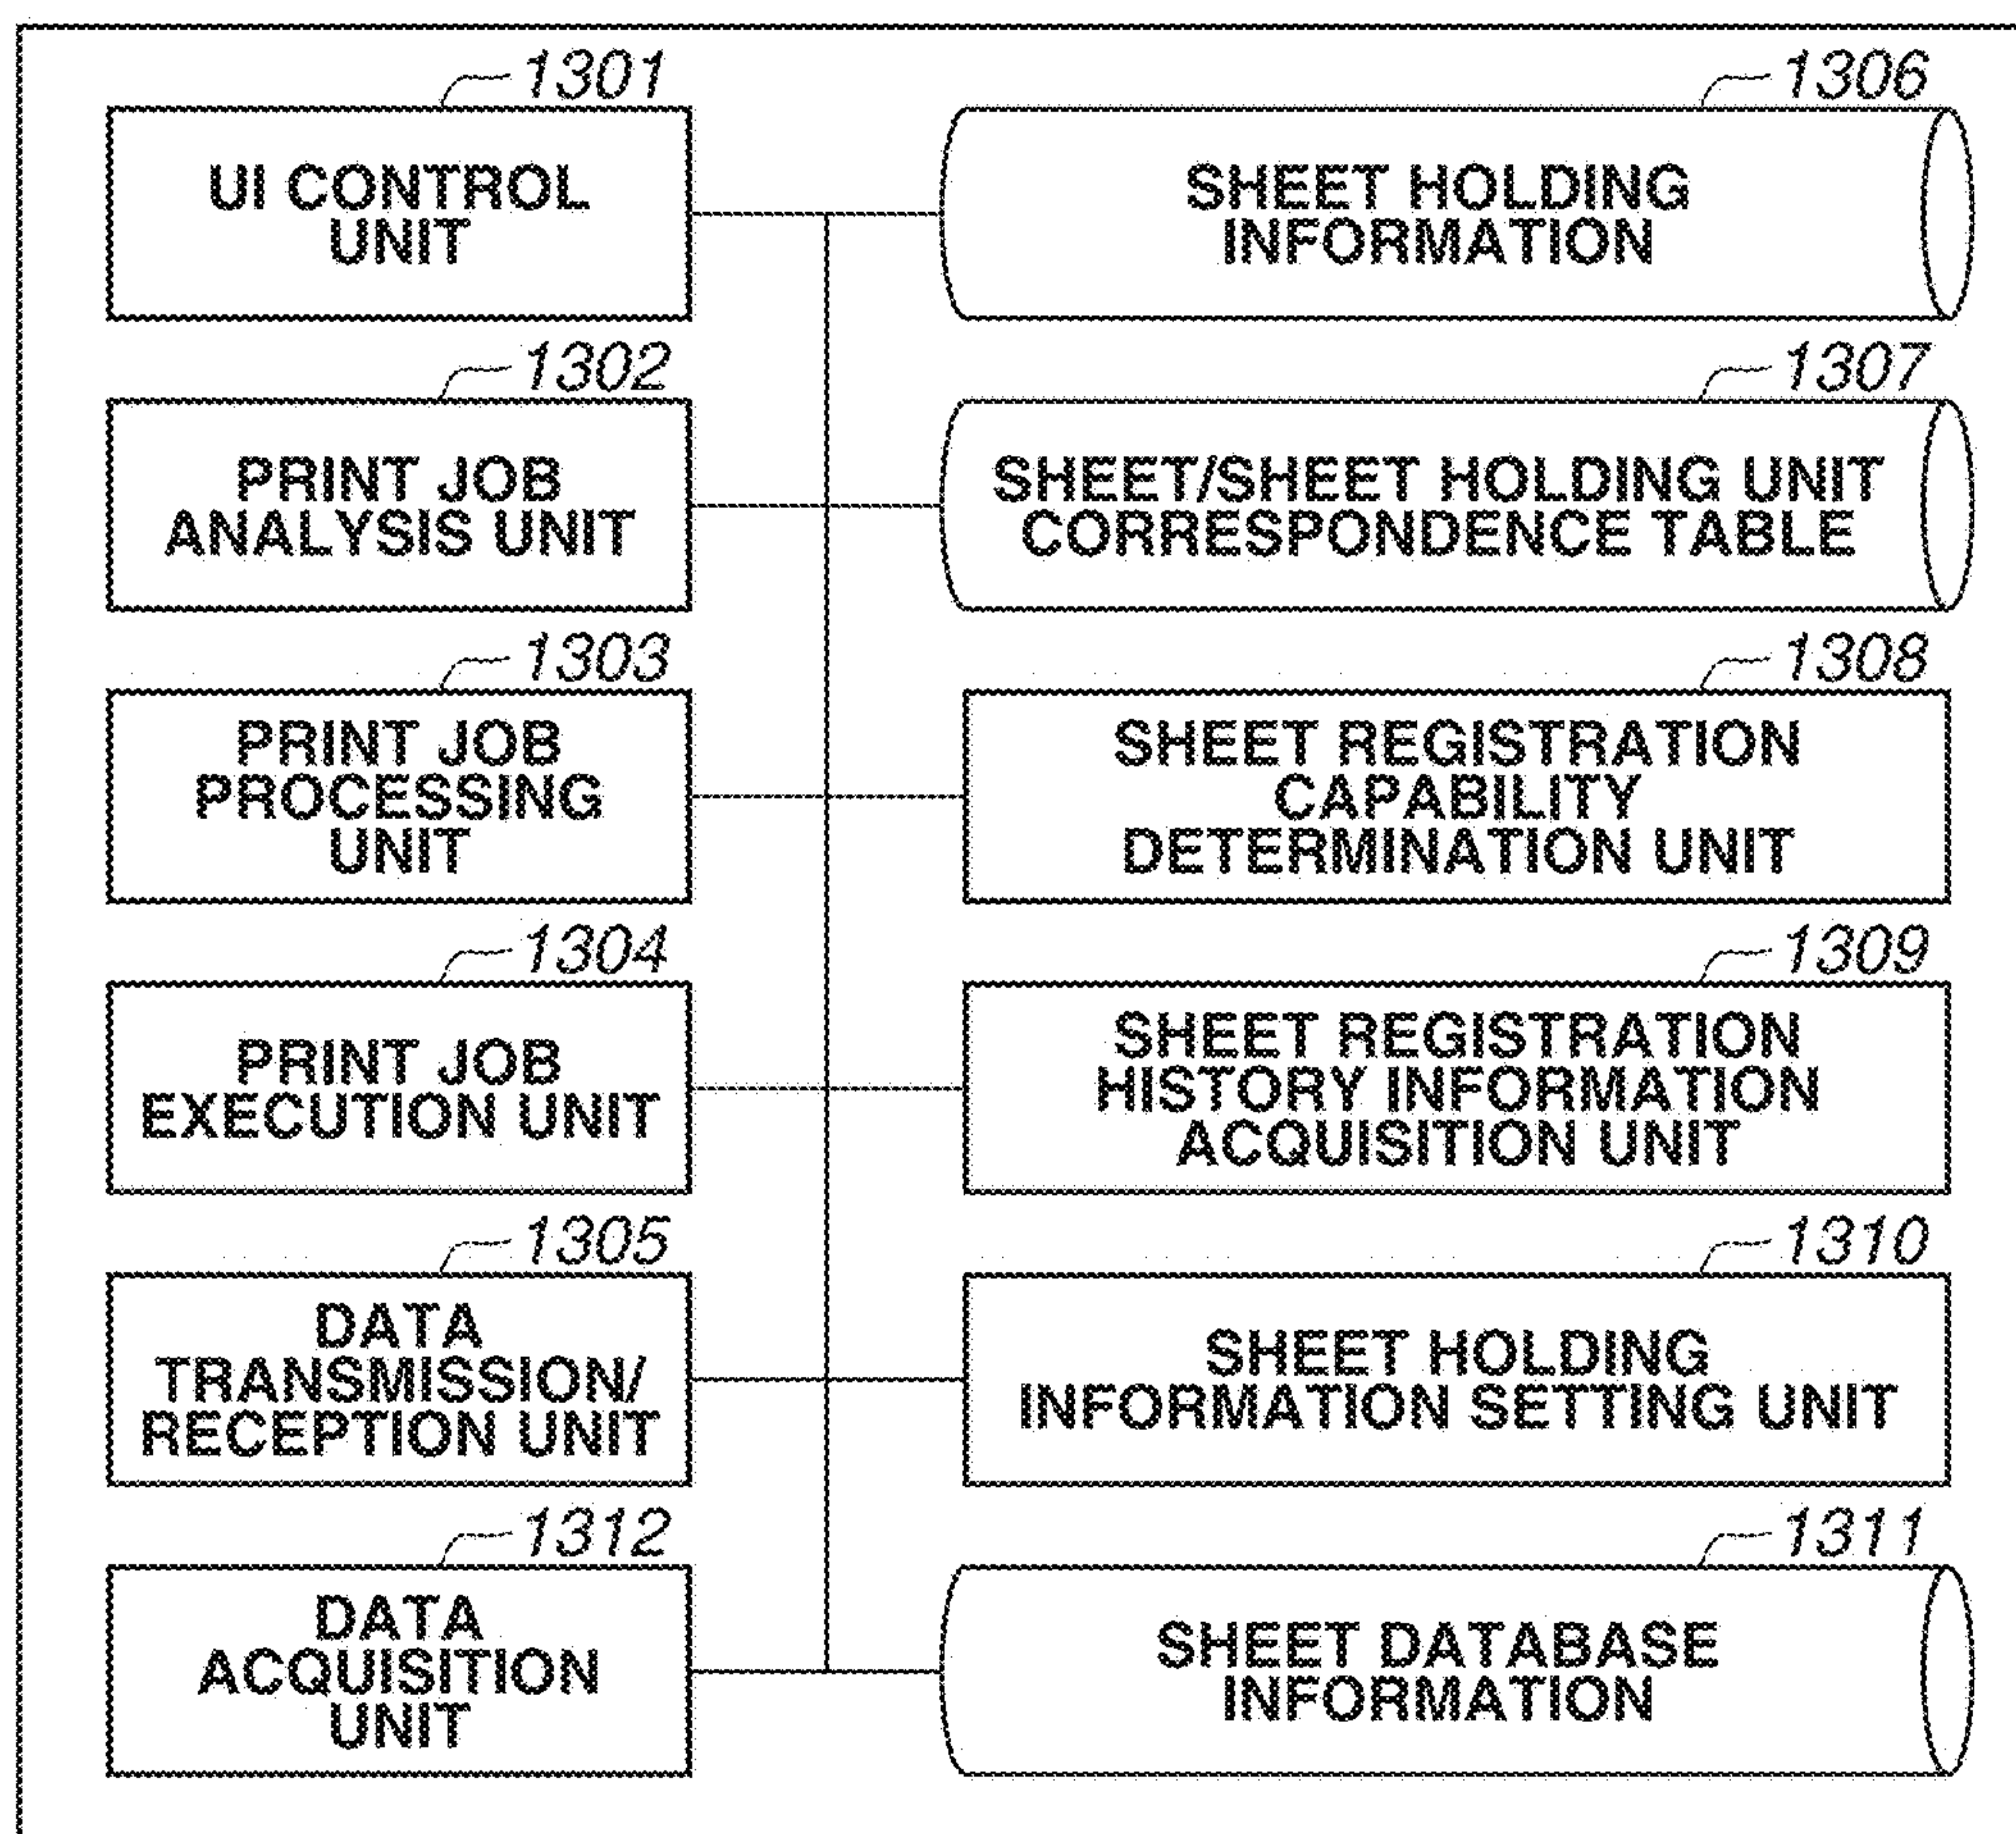 1301
UI CONTROL
UNIT
1306
SHEET HOLDING
INFORMATION
1302
PRINT JOB
ANALYSIS UNIT
1307
SHEET/SHEET HOLDING UNIT
CORRESPONDENCE TABLE
1303
PRINT JOB
PROCESSING
UNIT
1308
SHEET REGISTRATION
CAPABILITY
DETERMINATION UNIT
1304
PRINT JOB
EXECUTION UNIT
1309
SHEET REGISTRATION
HISTORY INFORMATION
ACQUISITION UNIT
1305
DATA
TRANSMISSION/
RECEPTION UNIT
1310
SHEET HOLDING
INFORMATION SETTING UNIT
1312
DATA
ACQUISITION
UNIT
1311
SHEET DATABASE
INFORMATION